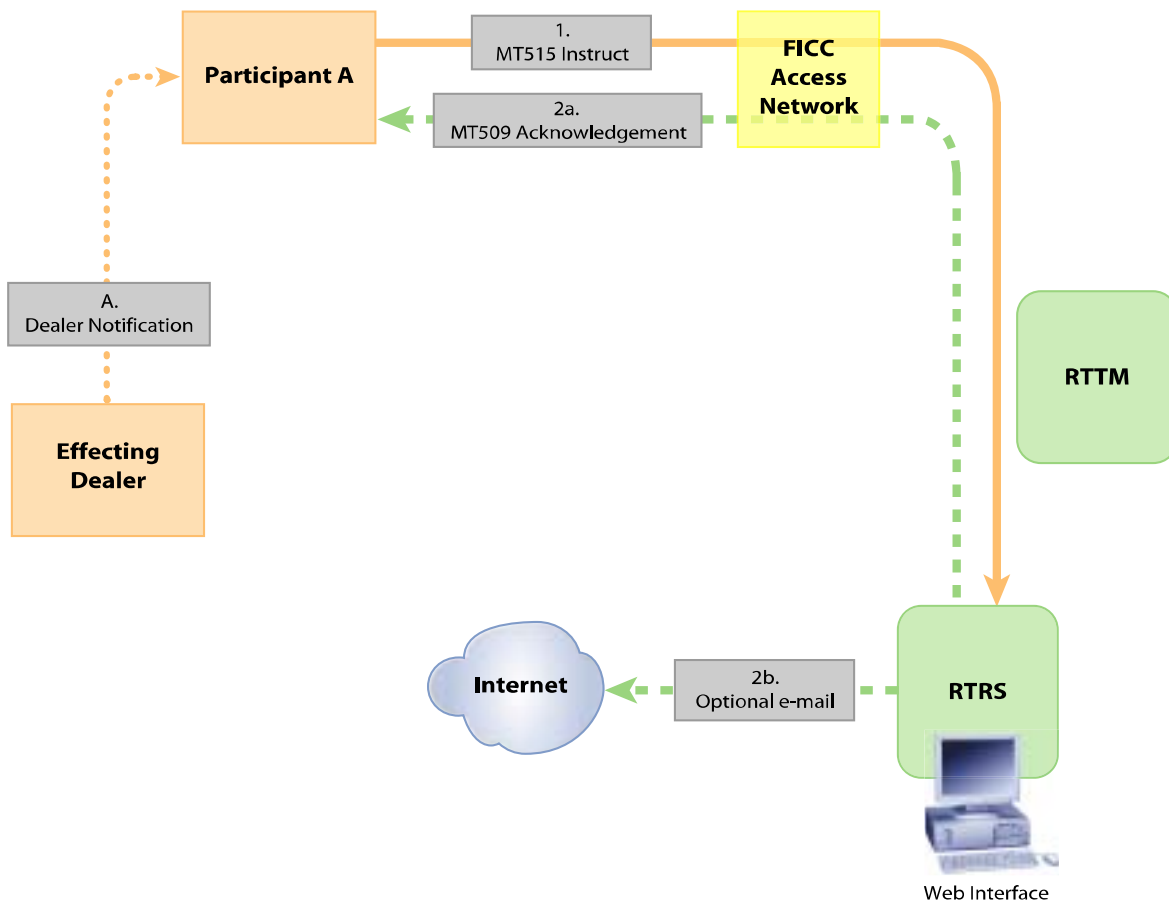 Participant A
1.
MT515 Instruct
FICC
Access
Network
2a.
MT509 Acknowledgement
A.
Dealer Notification
RTTM
Effecting
Dealer
Internet
2b.
Optional e-mail
RTRS
Web Interface